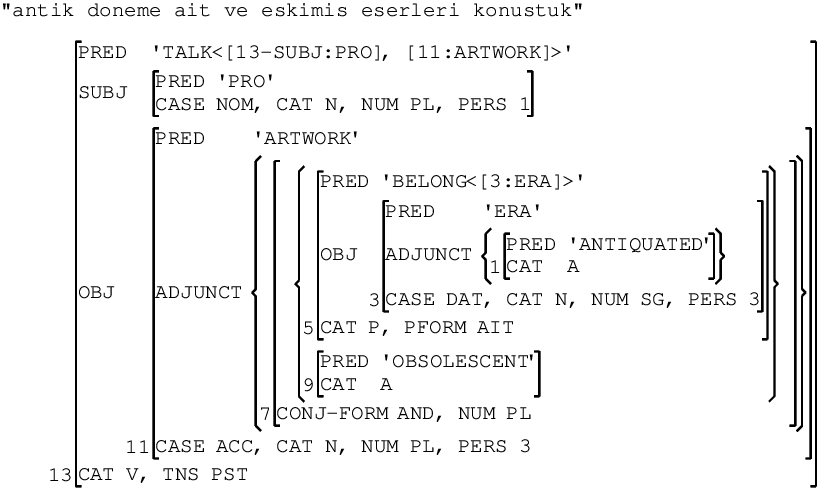 "antik doneme ait ve eskimis eserleri konustuk"
PRED 'TALK<[13-SUBJ:PRO], [11:ARTWORK]>'
SUBJ PRED 'PRO'
CASE NOM, CAT N, NUM PL, PERS 1
PRED 'ARTWORK'
PRED 'BELONG<[3:ERA]>'
PRED 'ERA'
OBJ ADJUNCT 1 PRED 'ANTIQUATED'
CAT A
3 CASE DAT, CAT N, NUM SG, PERS 3
OBJ ADJUNCT
5 CAT P, PFORM AIT
PRED 'OBSOLESCENT'
9 CAT A
7 CONJ-FORM AND, NUM PL
11 CASE ACC, CAT N, NUM PL, PERS 3
13 CAT V, TNS PST